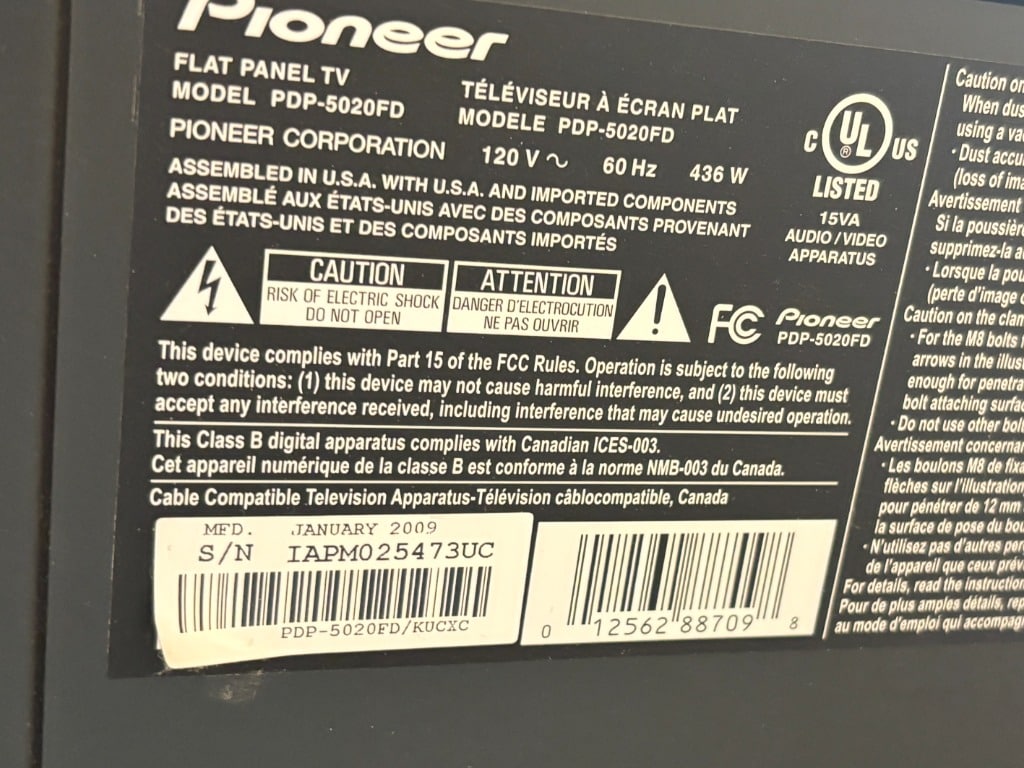 Pioneer
FLAT PANEL TV
MODEL PDP-5020FD
TÉLÉVISEUR À ÉCRAN PLAT
MODELE PDP-5020FD
PIONEER CORPORATION
120 V ~ 60 Hz 436 W
ASSEMBLED IN U.S.A. WITH U.S.A. AND IMPORTED COMPONENTS
ASSEMBLÉ AUX ÉTATS-UNIS AVEC DES COMPOSANTS PROVENANT
DES ÉTATS-UNIS ET DES COMPOSANTS IMPORTÉS
C UL US
®
LISTED
15VA
AUDIO/VIDEO
APPARATUS
CAUTION
RISK OF ELECTRIC SHOCK
DO NOT OPEN
ATTENTION
DANGER D'ELECTROCUTION
NE PAS OUVRIR
FC Pioneer
PDP-5020FD
This device complies with Part 15 of the FCC Rules. Operation is subject to the following
two conditions: (1) this device may not cause harmful interference, and (2) this device must
accept any interference received, including interference that may cause undesired operation.
This Class B digital apparatus complies with Canadian ICES-003.
Cet appareil numérique de la classe B est conforme à la norme NMB-003 du Canada.
Cable Compatible Television Apparatus-Télévision câblocompatible, Canada
MFD. JANUARY 2009
S/N IAPM025473UC
PDP-5020FD/KUCXC
0 12562 88709 8
Caution on
When dus
using a va
• Dust accu
(loss of ima
Avertissement
Si la poussière
supprimez-la a
• Lorsque la pou
(perte d'image
Caution on the clam
• For the M8 bolts
arrows in the illus
enough for penetra
bolt attaching surfac
• Do not use other bolt
Avertissement concernan
• Les boulons M8 de fixa
flèches sur l'illustration
pour pénétrer de 12 mm
la surface de pose du bou
• N'utilisez pas d'autres per
de l'appareil que ceux prév
For details, read the instruction
Pour de plus amples détails, rep
au mode d'emploi qui accompag